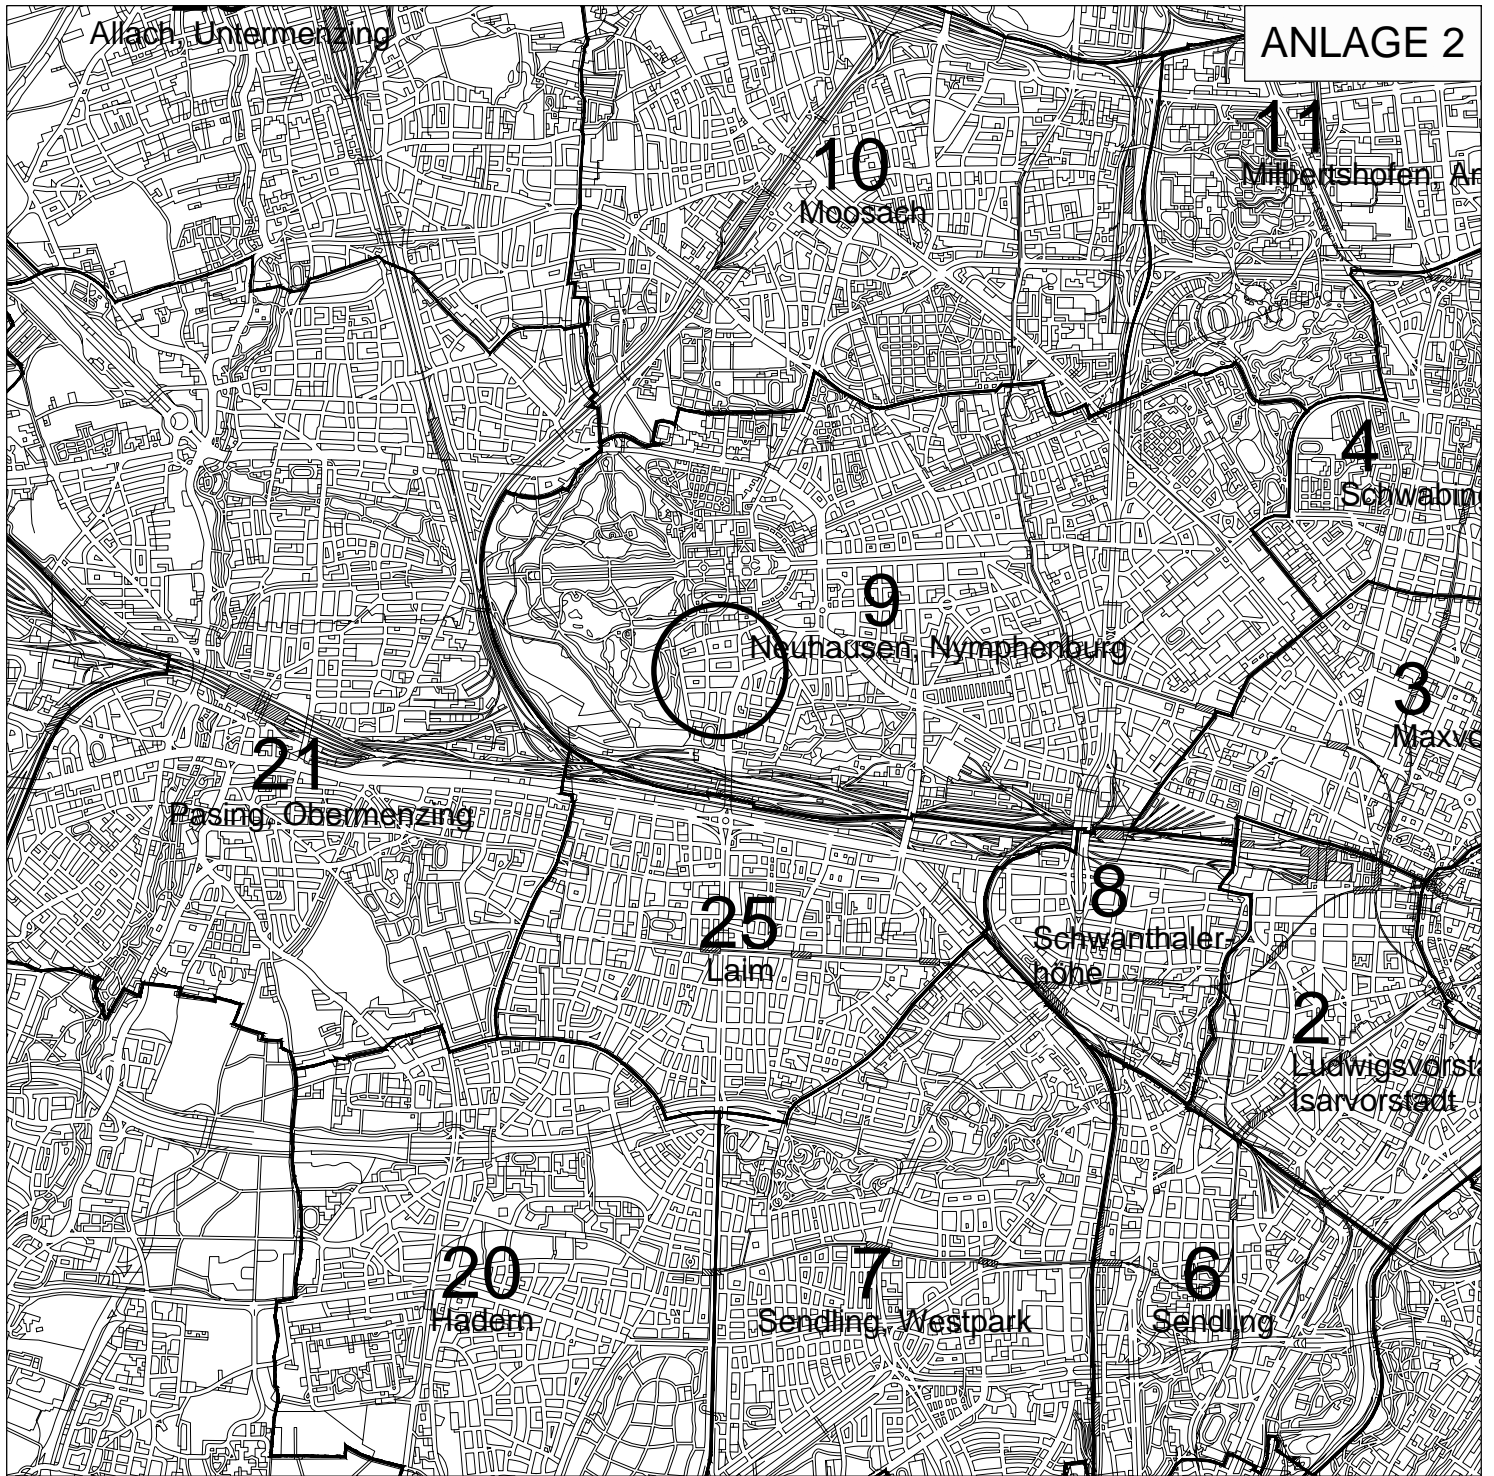 Allach, Untermenzing
ANLAGE 2
10
Moosach
11
Milbertshofen, Ar
4
Schwabing
9
Neuhausen, Nymphenburg
3
Maxvo
21
Pasing, Obermenzing
25
Laim
8
Schwanthaler-
höhe
2
Ludwigsvorsta
Isarvorstadt
20
Hadern
7
Sendling, Westpark
6
Sendling